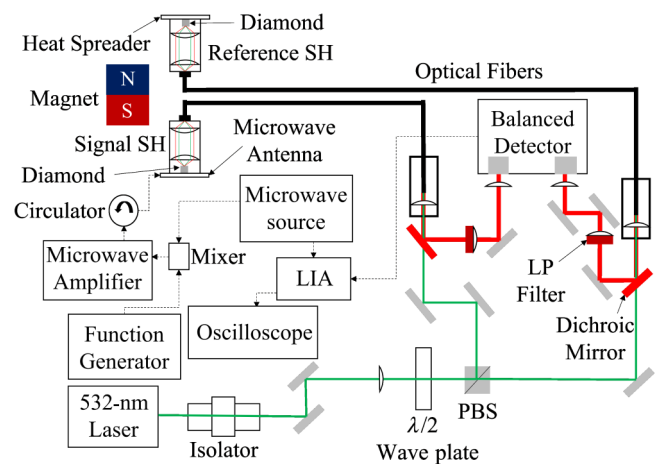 Diamond
Heat Spreader
Reference SH
Optical Fibers
N
Magnet
S
Signal SH
Microwave
Antenna
Balanced
Detector
Diamond
Circulator
Microwave
source
Microwave
Amplifier
Mixer
LIA
LP
Filter
Function
Generator
Oscilloscope
Dichroic
Mirror
532-nm
Laser
Isolator
λ/2
Wave plate
PBS